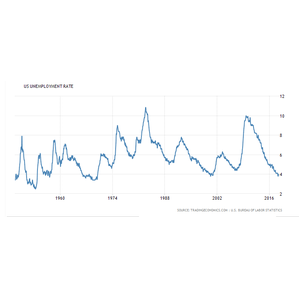 US UNEMPLOYMENT RATE
12
10
8
6
4
2
1960 1974 1988 2002 2016
SOURCE: TRADINGECONOMICS.COM | U.S. BUREAU OF LABOR STATISTICS